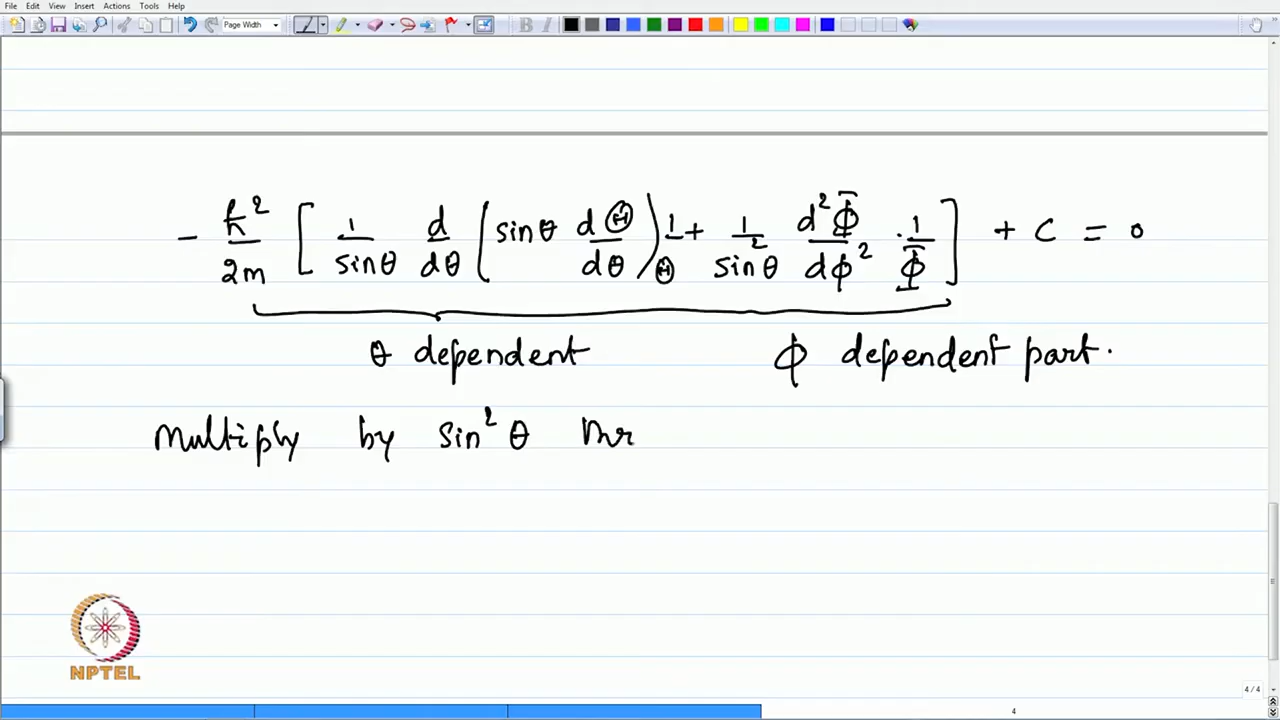 File Edit View Insert Actions Tools Help
Page Width
- ħ²/2m [ 1/sinθ d/dθ ( sinθ dΘ/dθ ) 1/Θ + 1/sin²θ d²Φ/dϕ² · 1/Φ ] + C = 0
θ dependent ϕ dependent part.
Multiply by sin²θ
NPTEL
4/4
4